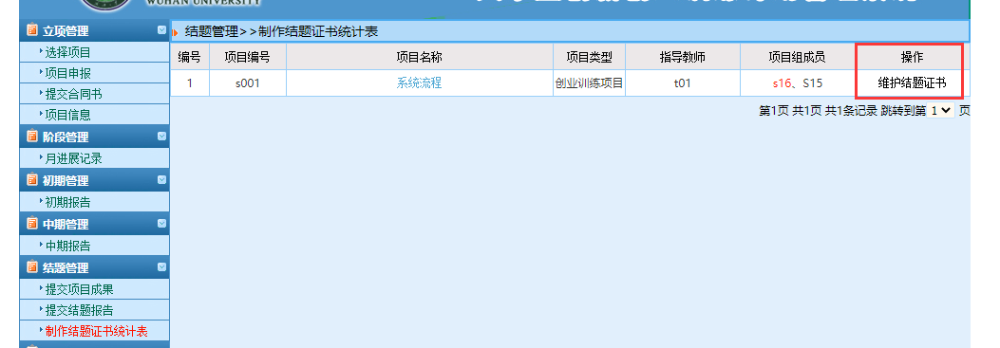 WUHAN UNIVERSITY
立项管理
选择项目
项目申报
提交合同书
项目信息
阶段管理
月进展记录
初期管理
初期报告
中期管理
中期报告
结题管理
提交项目成果
提交结题报告
制作结题证书统计表
结题管理>>制作结题证书统计表
编号 项目编号 项目名称 项目类型 指导教师 项目组成员 操作
1 s001 系统流程 创业训练项目 t01 s16、S15 维护结题证书
第1页 共1页 共1条记录 跳转到第 1 页